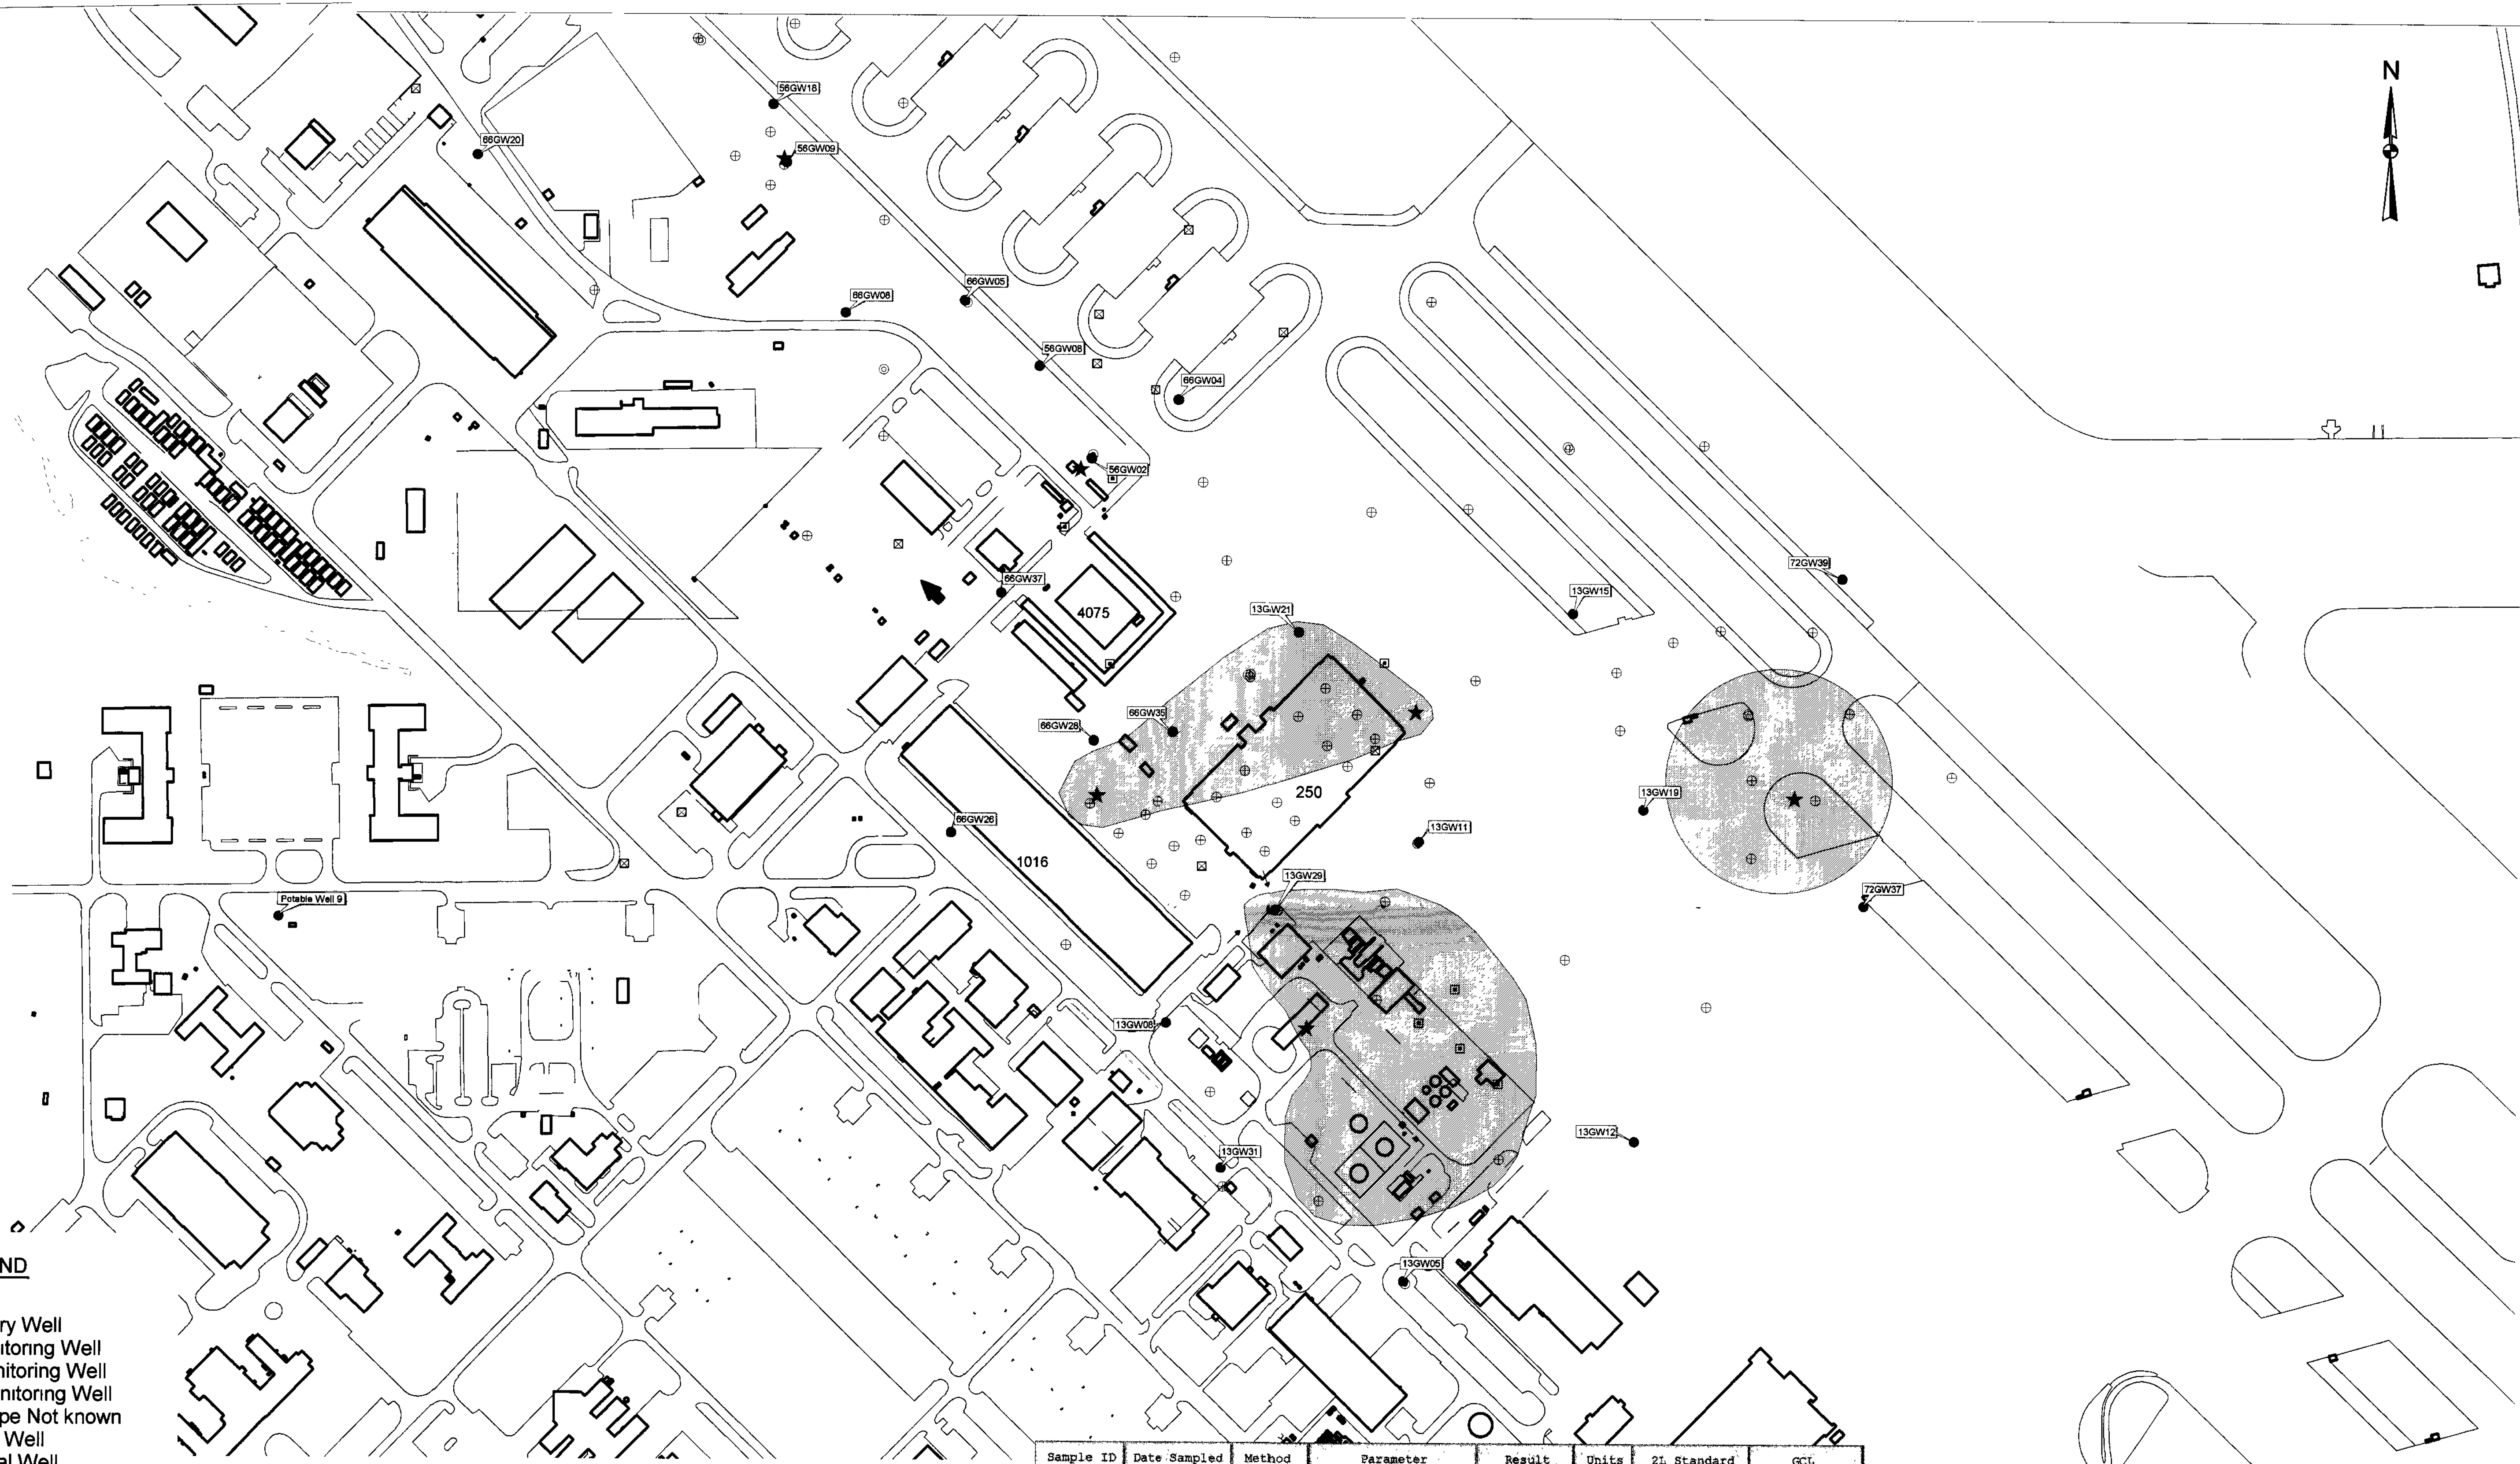 N
56GW18
66GW20
56GW09
66GW05
66GW08
56GW08
66GW04
56GW02
72GW39
66GW37
13GW15
4075
13GW21
66GW35
66GW28
250
13GW19
66GW26
13GW11
1016
13GW29
72GW37
Potable Well 9
13GW08
13GW12
13GW31
ND
13GW05
ry Well
itoring Well
nitoring Well
nitoring Well
pe Not known
Well
al Well
Sample ID Date Sampled Method Parameter Result Units 2L Standard GCL